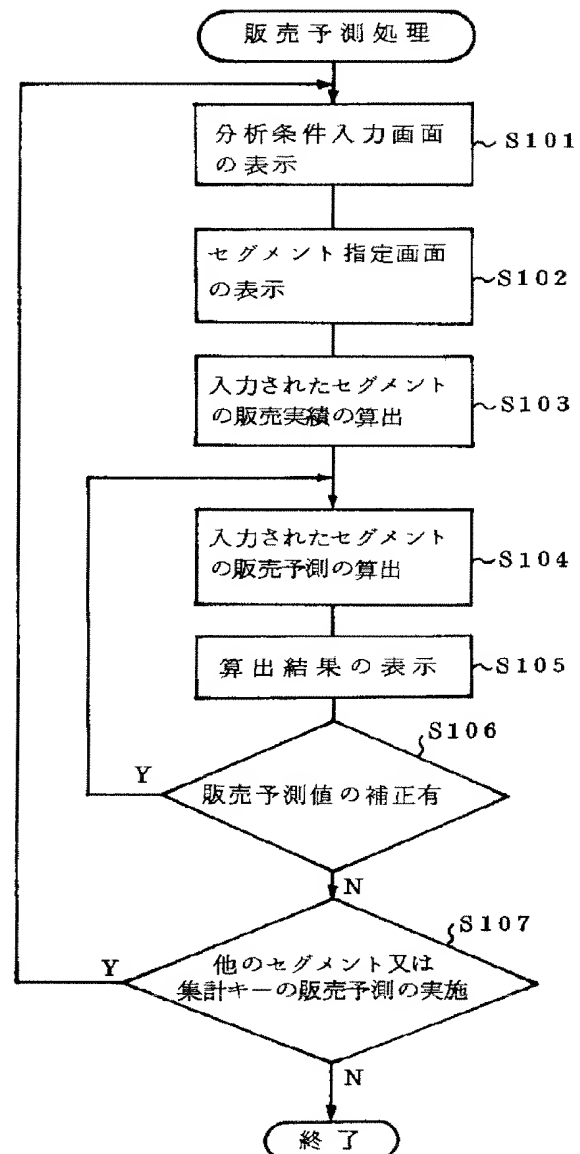 販売予測処理
分析条件入力画面
の表示
S101
セグメント指定画面
の表示
S102
入力されたセグメント
の販売実績の算出
S103
入力されたセグメント
の販売予測の算出
S104
算出結果の表示
S105
S106
Y
販売予測値の補正有
N
S107
Y
他のセグメント又は
集計キーの販売予測の実施
N
終了